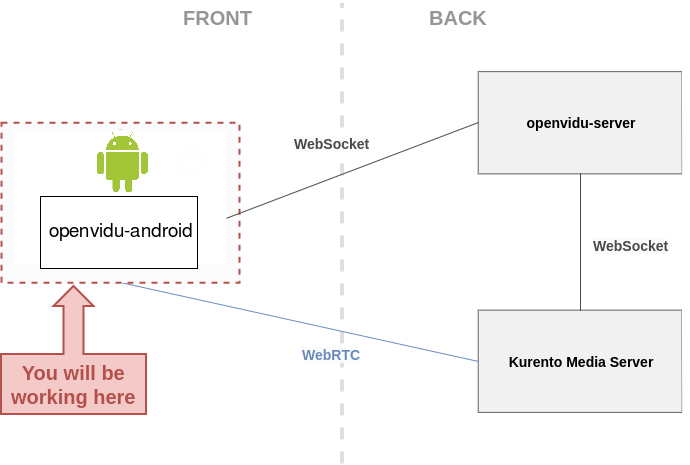 FRONT
BACK
openvidu-server
WebSocket
openvidu-android
WebSocket
WebRTC
Kurento Media Server
You will be
working here